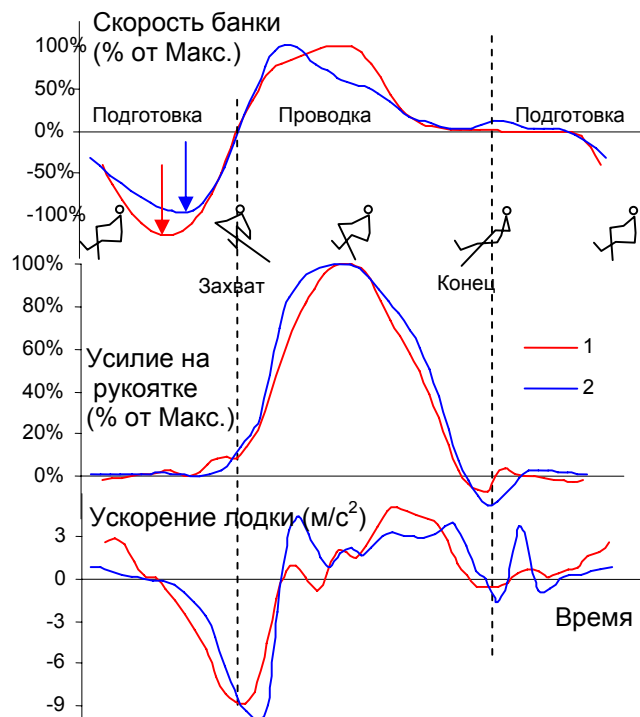 Скорость банки
(% от Макс.)
100%
50%
0%
-50%
-100%
Подготовка
Проводка
Подготовка
Захват
Конец
100%
80%
60%
40%
20%
0%
Усилие на
рукоятке
(% от Макс.)
1
2
Ускорение лодки (м/с²)
3
0
-3
-6
-9
Время